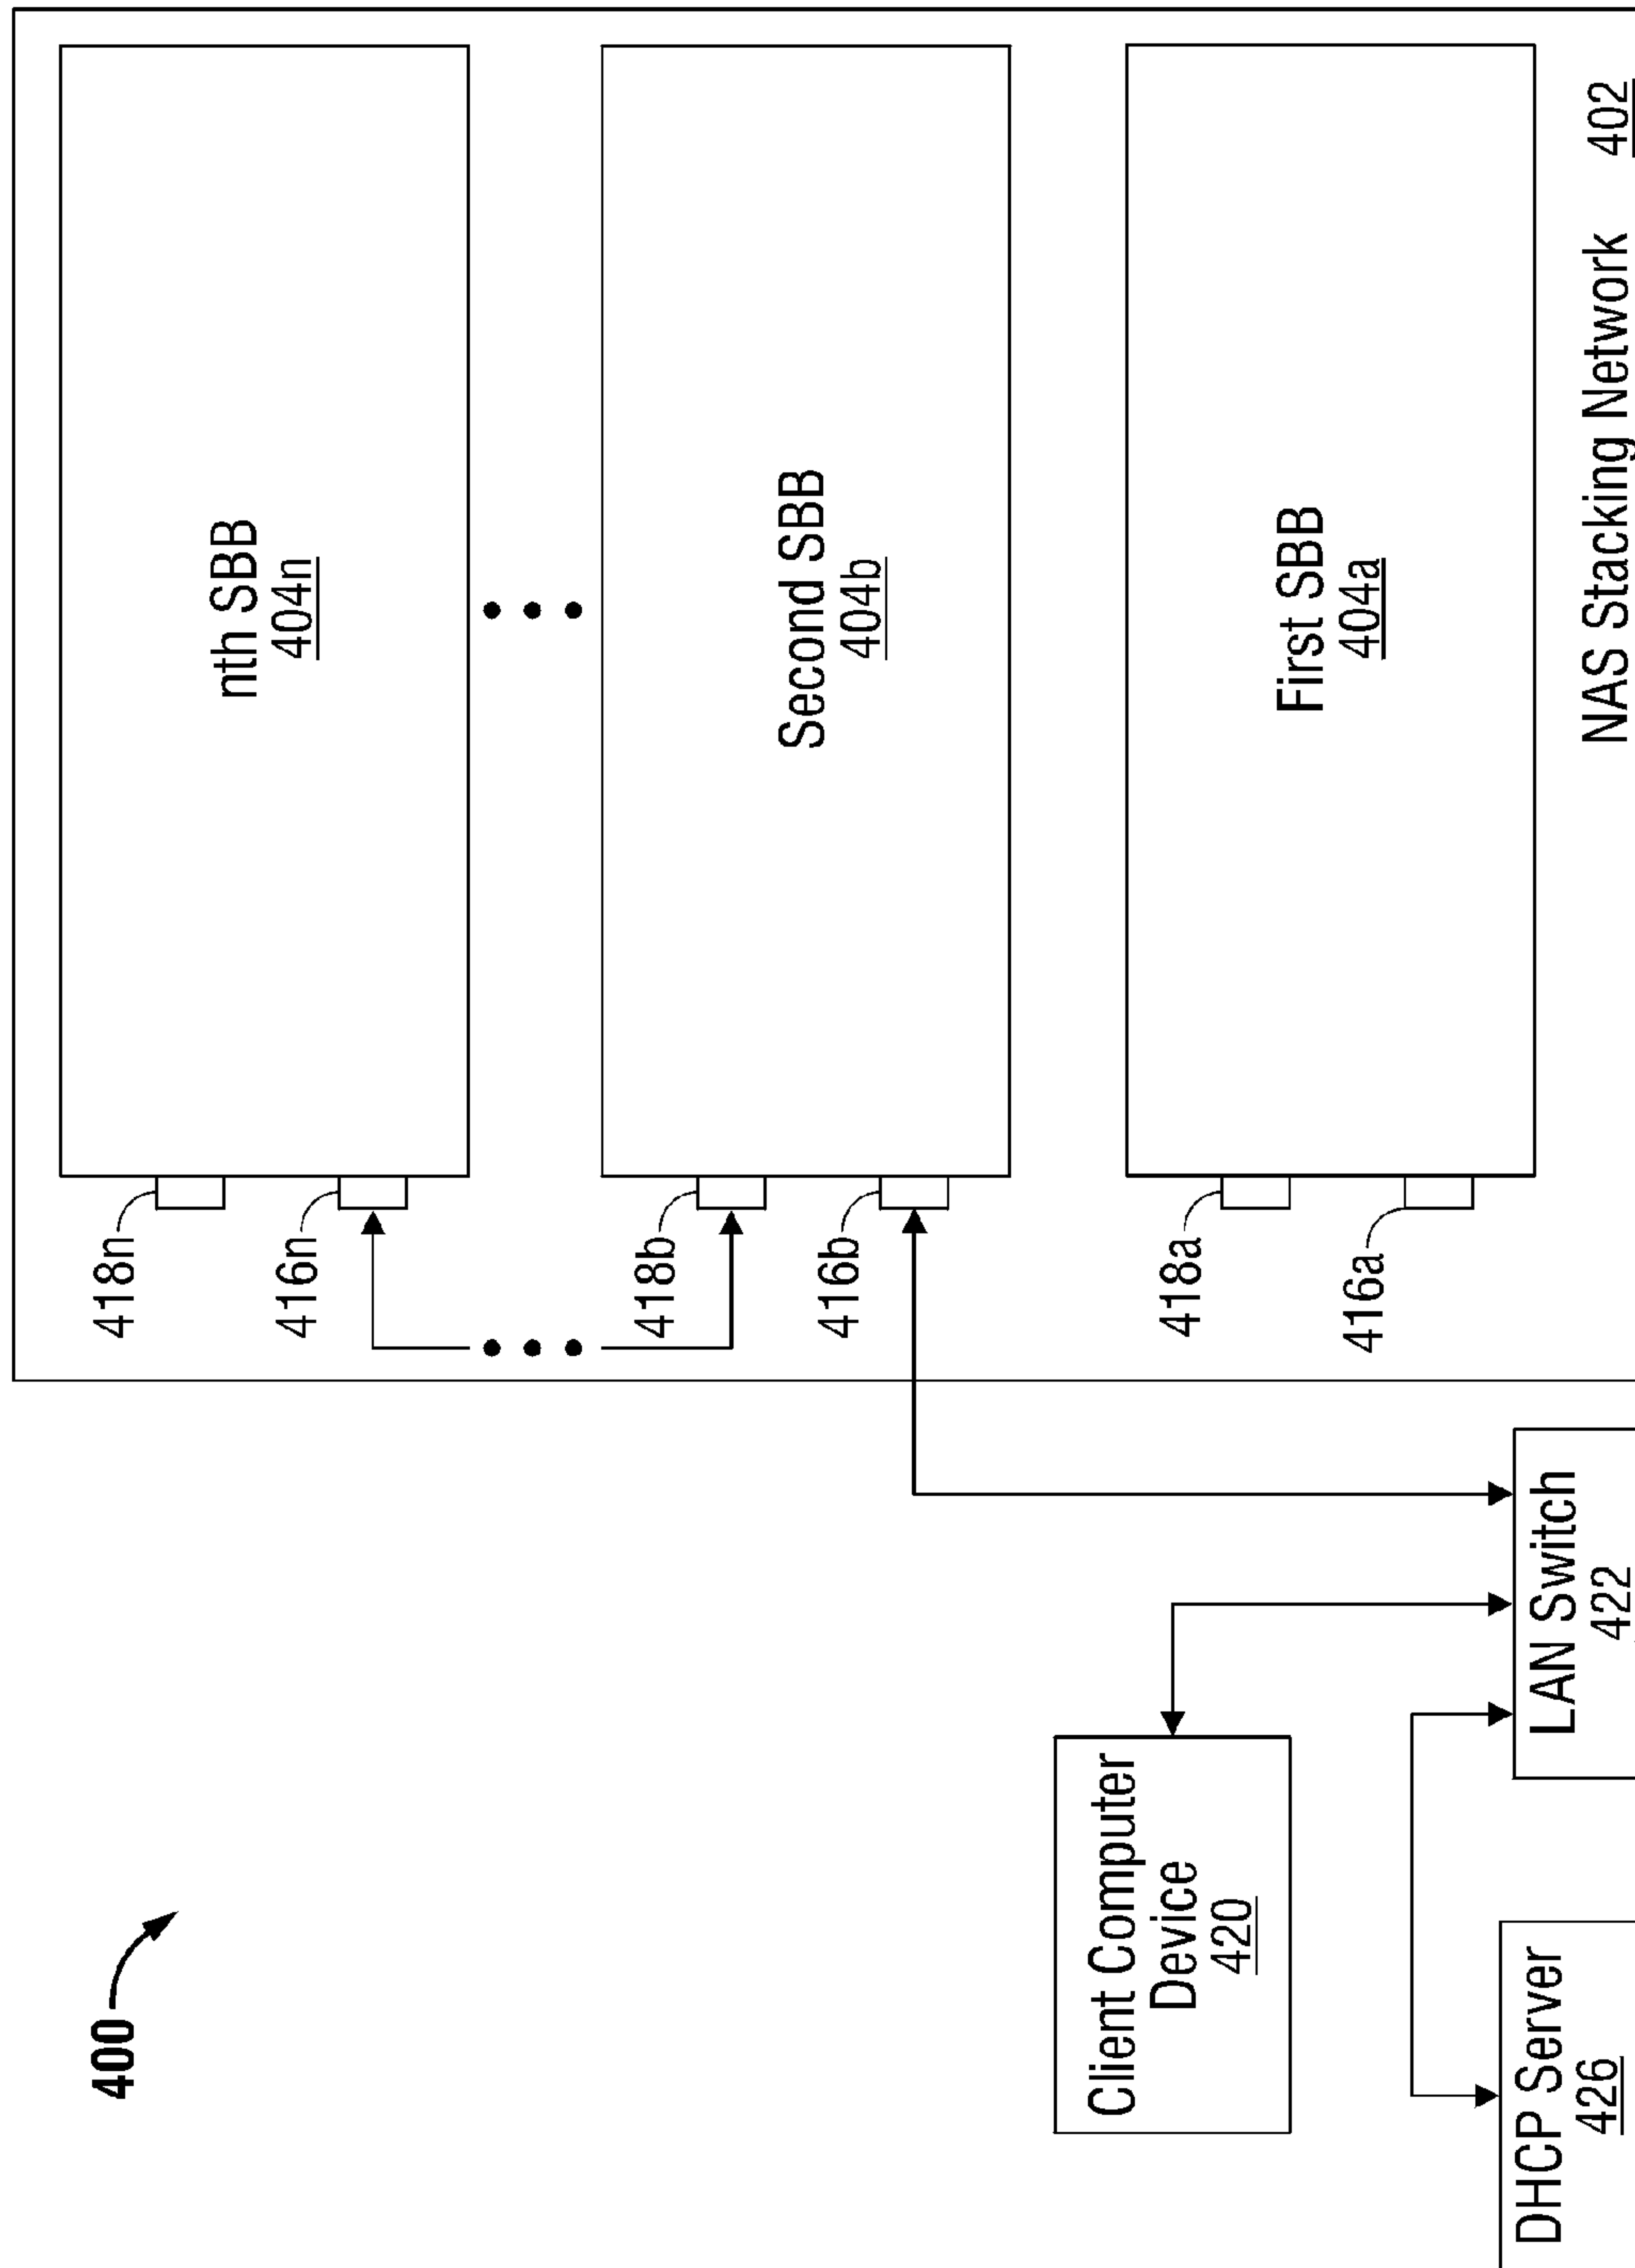 400
nth SBB
404n
418n
416n
Second SBB
404b
418b
416b
First SBB
404a
418a
416a
NAS Stacking Network 402
Client Computer
Device
420
LAN Switch
422
DHCP Server
426